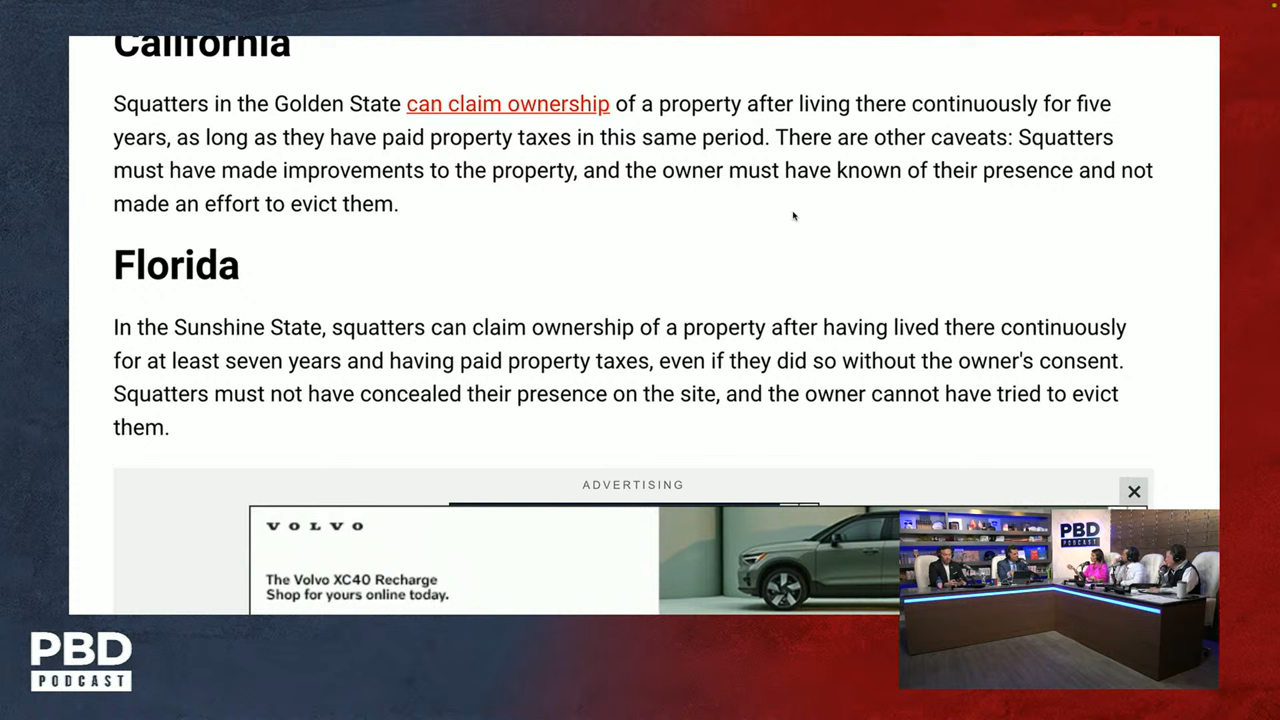 California
Squatters in the Golden State can claim ownership of a property after living there continuously for five
years, as long as they have paid property taxes in this same period. There are other caveats: Squatters
must have made improvements to the property, and the owner must have known of their presence and not
made an effort to evict them.
Florida
In the Sunshine State, squatters can claim ownership of a property after having lived there continuously
for at least seven years and having paid property taxes, even if they did so without the owner's consent.
Squatters must not have concealed their presence on the site, and the owner cannot have tried to evict
them.
ADVERTISING
VOLVO
The Volvo XC40 Recharge
Shop for yours online today.
PBD
PODCAST
PBD
PODCAST